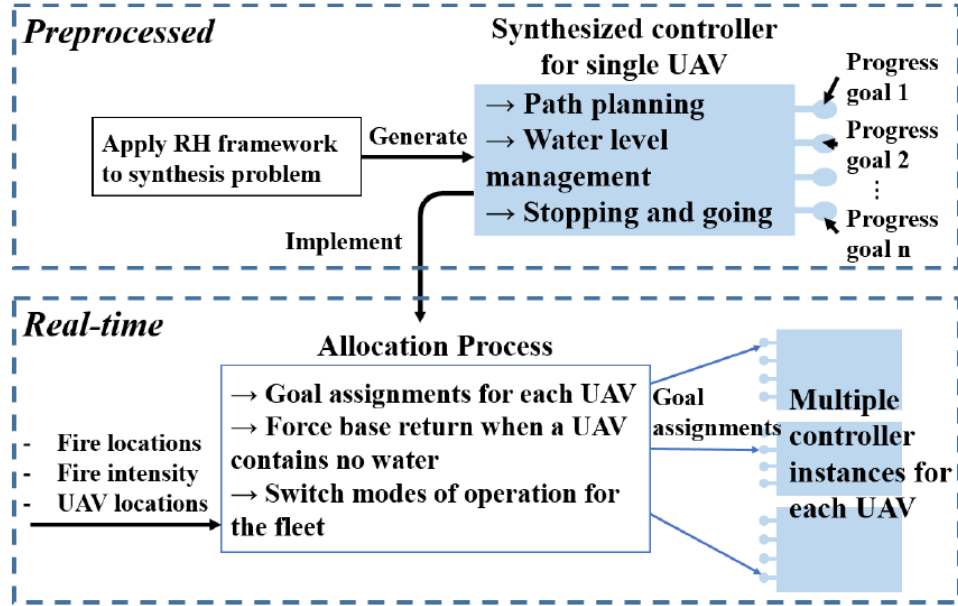 Preprocessed
Synthesized controller
for single UAV
Apply RH framework
to synthesis problem
Generate
→ Path planning
→ Water level
management
→ Stopping and going
Progress
goal 1
Progress
goal 2
⋮
Progress
goal n
Implement
Real-time
Allocation Process
- Fire locations
- Fire intensity
- UAV locations
→ Goal assignments for each UAV
→ Force base return when a UAV
contains no water
→ Switch modes of operation for
the fleet
Goal
assignments
Multiple
controller
instances for
each UAV